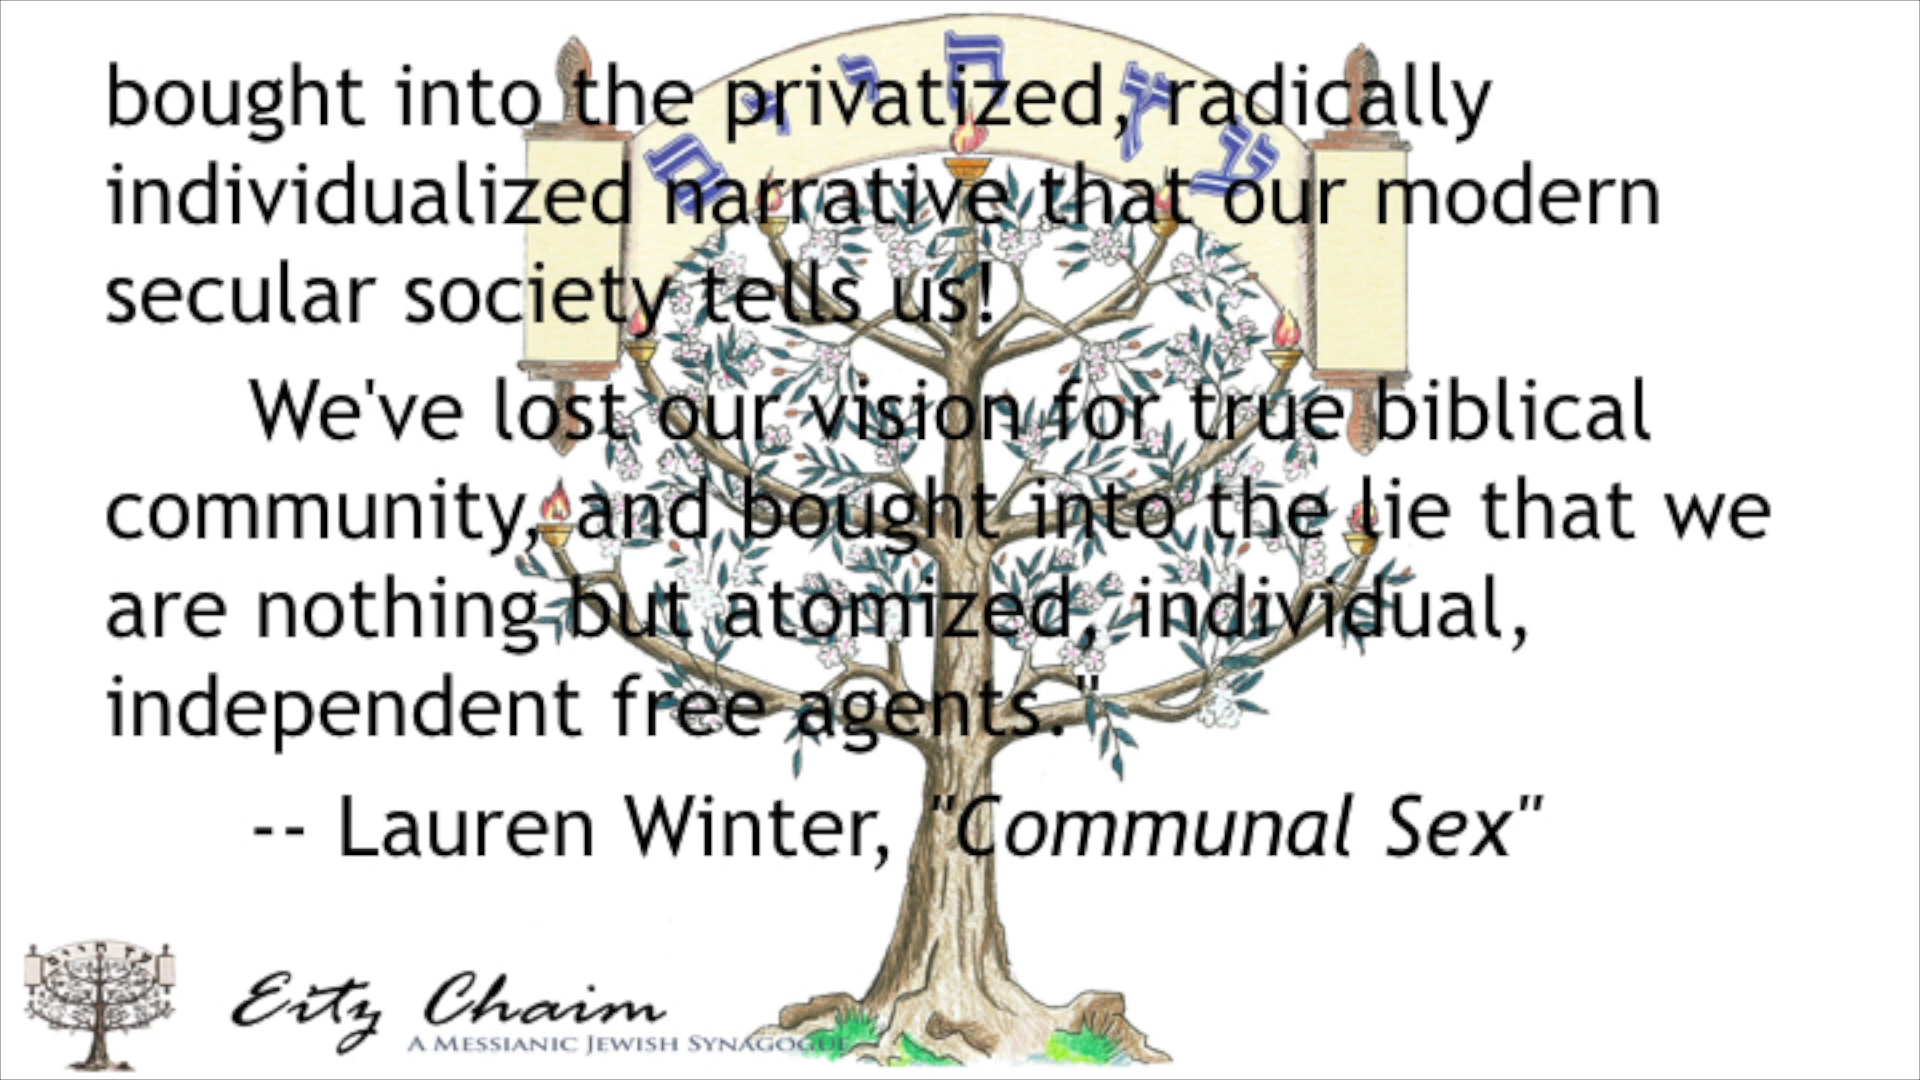 עץ חיים
bought into the privatized, radically
individualized narrative that our modern
secular society tells us!
We've lost our vision for true biblical
community, and bought into the lie that we
are nothing but atomized, individual,
independent free agents."
-- Lauren Winter, "Communal Sex"
Eitz Chaim
A MESSIANIC JEWISH SYNAGOGUE